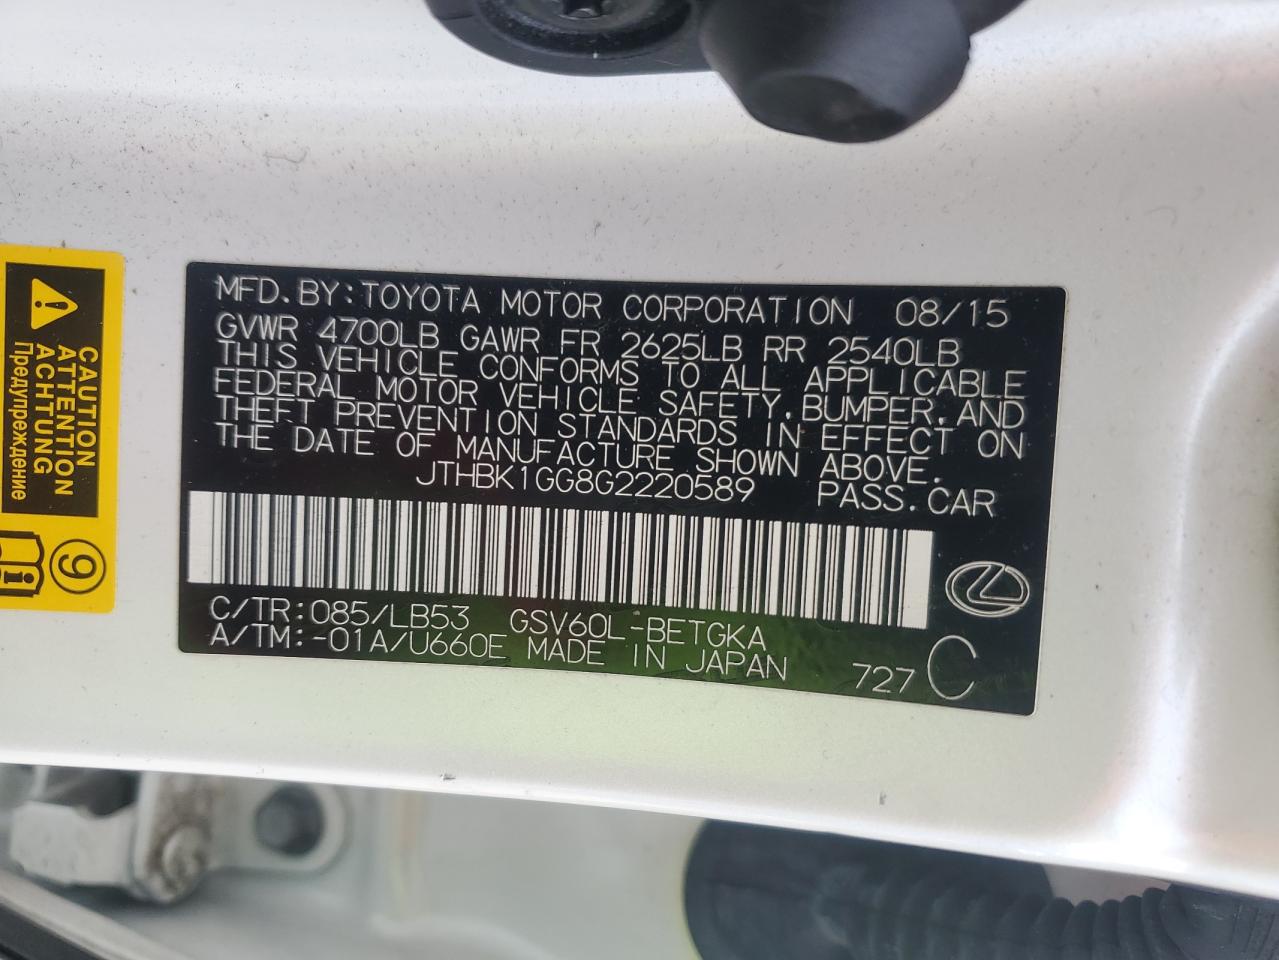 MFD.BY:TOYOTA MOTOR CORPORATION 08/15
GVWR 4700LB GAWR FR 2625LB RR 2540LB
THIS VEHICLE CONFORMS TO ALL APPLICABLE
FEDERAL MOTOR VEHICLE SAFETY,BUMPER,AND
THEFT PREVENTION STANDARDS IN EFFECT ON
THE DATE OF MANUFACTURE SHOWN ABOVE.
JTHBK1GG8G2220589 PASS.CAR
C/TR:085/LB53 GSV60L-BETGKA
A/TM:-01A/U660E MADE IN JAPAN 727 C
CAUTION
ATTENTION
ACHTUNG
Предупреждение
9